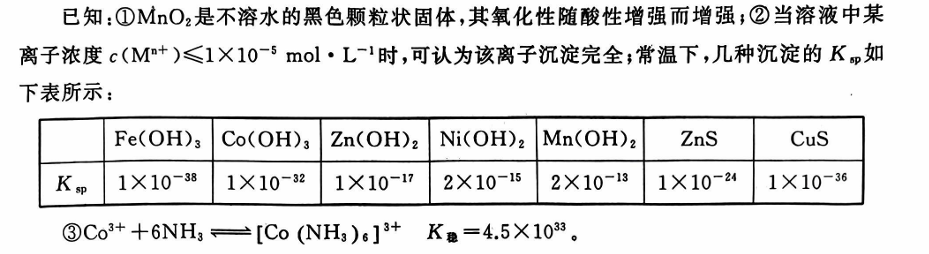 已知:①MnO₂是不溶水的黑色颗粒状固体,其氧化性随酸性增强而增强;②当溶液中某
离子浓度 c(Mⁿ⁺)≤1×10⁻⁵ mol·L⁻¹时,可认为该离子沉淀完全;常温下,几种沉淀的 Kₛₚ如
下表所示:
Fe(OH)₃ Co(OH)₃ Zn(OH)₂ Ni(OH)₂ Mn(OH)₂ ZnS CuS
Kₛₚ 1×10⁻³⁸ 1×10⁻³² 1×10⁻¹⁷ 2×10⁻¹⁵ 2×10⁻¹³ 1×10⁻²⁴ 1×10⁻³⁶
③Co³⁺+6NH₃⇌[Co(NH₃)₆]³⁺ K稳=4.5×10³³。